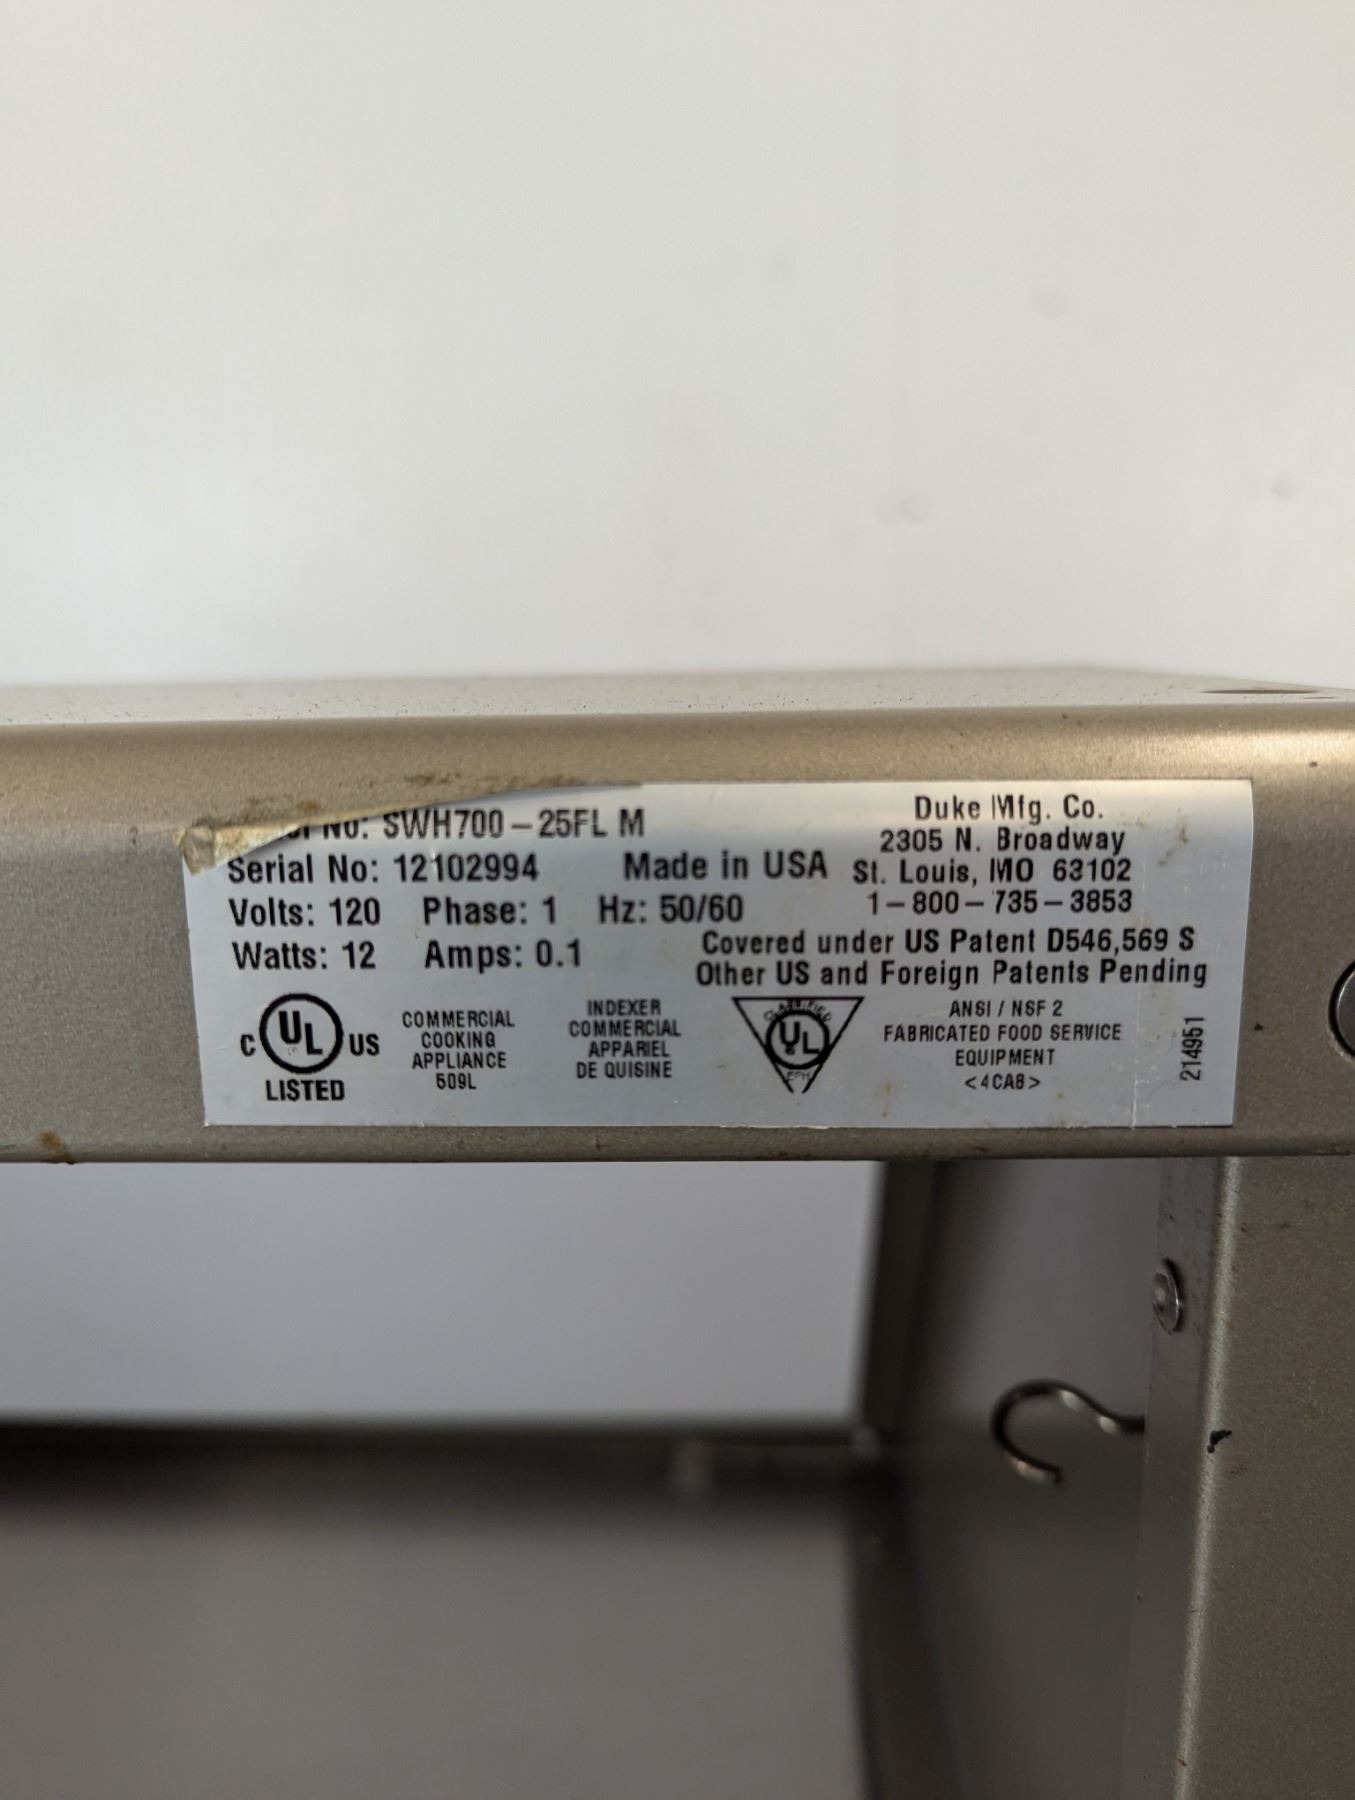 No: SWH700-25FL M
Serial No: 12102994 Made in USA
Volts: 120 Phase: 1 Hz: 50/60
Watts: 12 Amps: 0.1
Duke Mfg. Co.
2305 N. Broadway
St. Louis, MO 63102
1-800-735-3853
Covered under US Patent D546,569 S
Other US and Foreign Patents Pending
C UL US
LISTED
COMMERCIAL
COOKING
APPLIANCE
509L
INDEXER
COMMERCIAL
APPARIEL
DE QUISINE
CLASSIFIED
UL
EPH
ANSI / NSF 2
FABRICATED FOOD SERVICE
EQUIPMENT
<4CA8>
214951